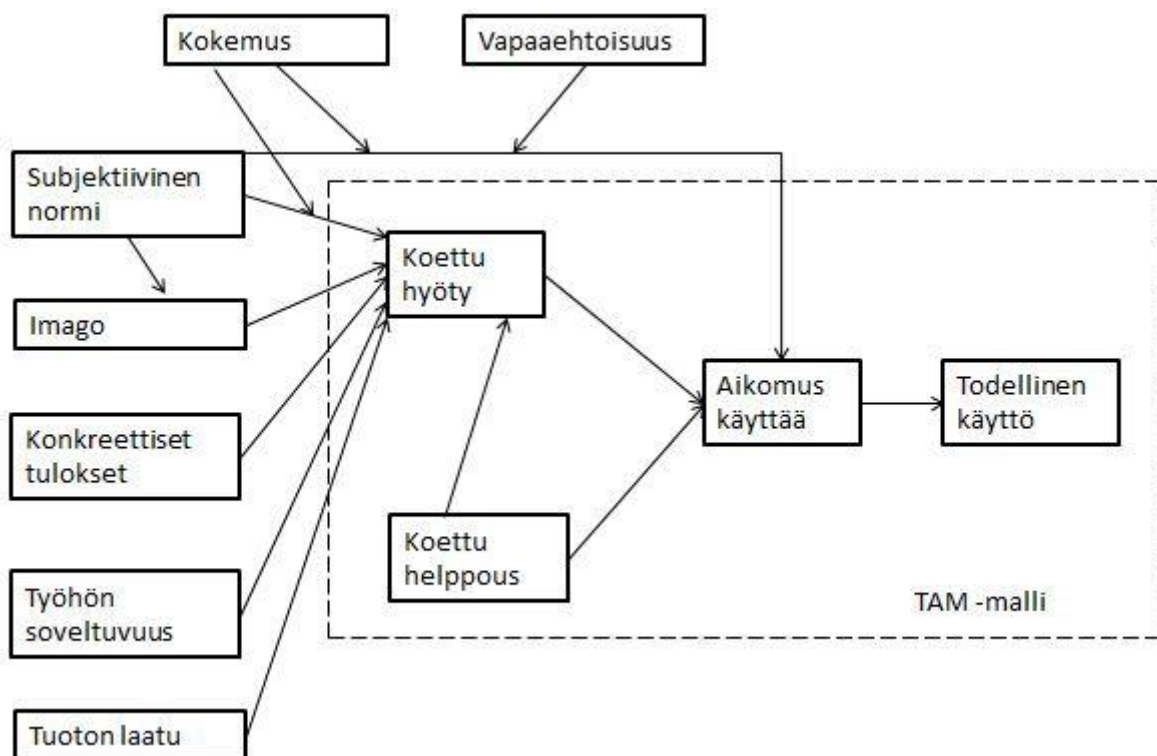 Kokemus
Vapaaehtoisuus
Subjektiivinen
normi
Koettu
hyöty
Imago
Aikomus
käyttää
Todellinen
käyttö
Konkreettiset
tulokset
Koettu
helppous
Työhön
soveltuvuus
TAM -malli
Tuoton laatu